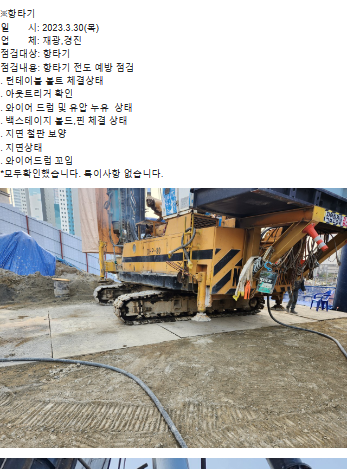 ※항타기
일 시: 2023.3.30(목)
업 체: 재광,경진
점검대상: 항타기
점검내용: 항타기 전도 예방 점검
. 턴테이블 볼트 체결상태
. 아웃트리거 확인
. 와이어 드럼 및 유압 누유 상태
. 백스테이지 볼드,핀 체결 상태
. 지면 철판 보양
. 지면상태
. 와이어드럼 꼬임
*모두확인했습니다. 특이사항 없습니다.